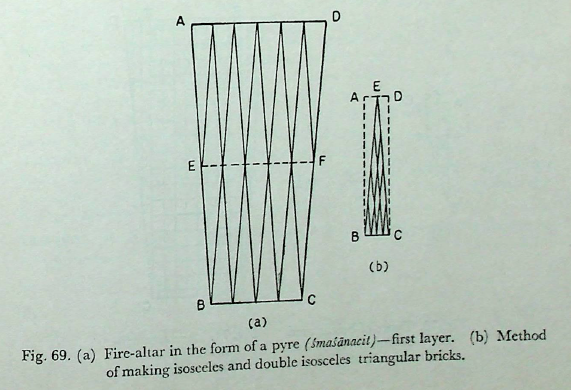 A D
E F
B C
(a)
A E D
B C
(b)
Fig. 69. (a) Fire-altar in the form of a pyre (śmaśānacit)—first layer. (b) Method
of making isosceles and double isosceles triangular bricks.